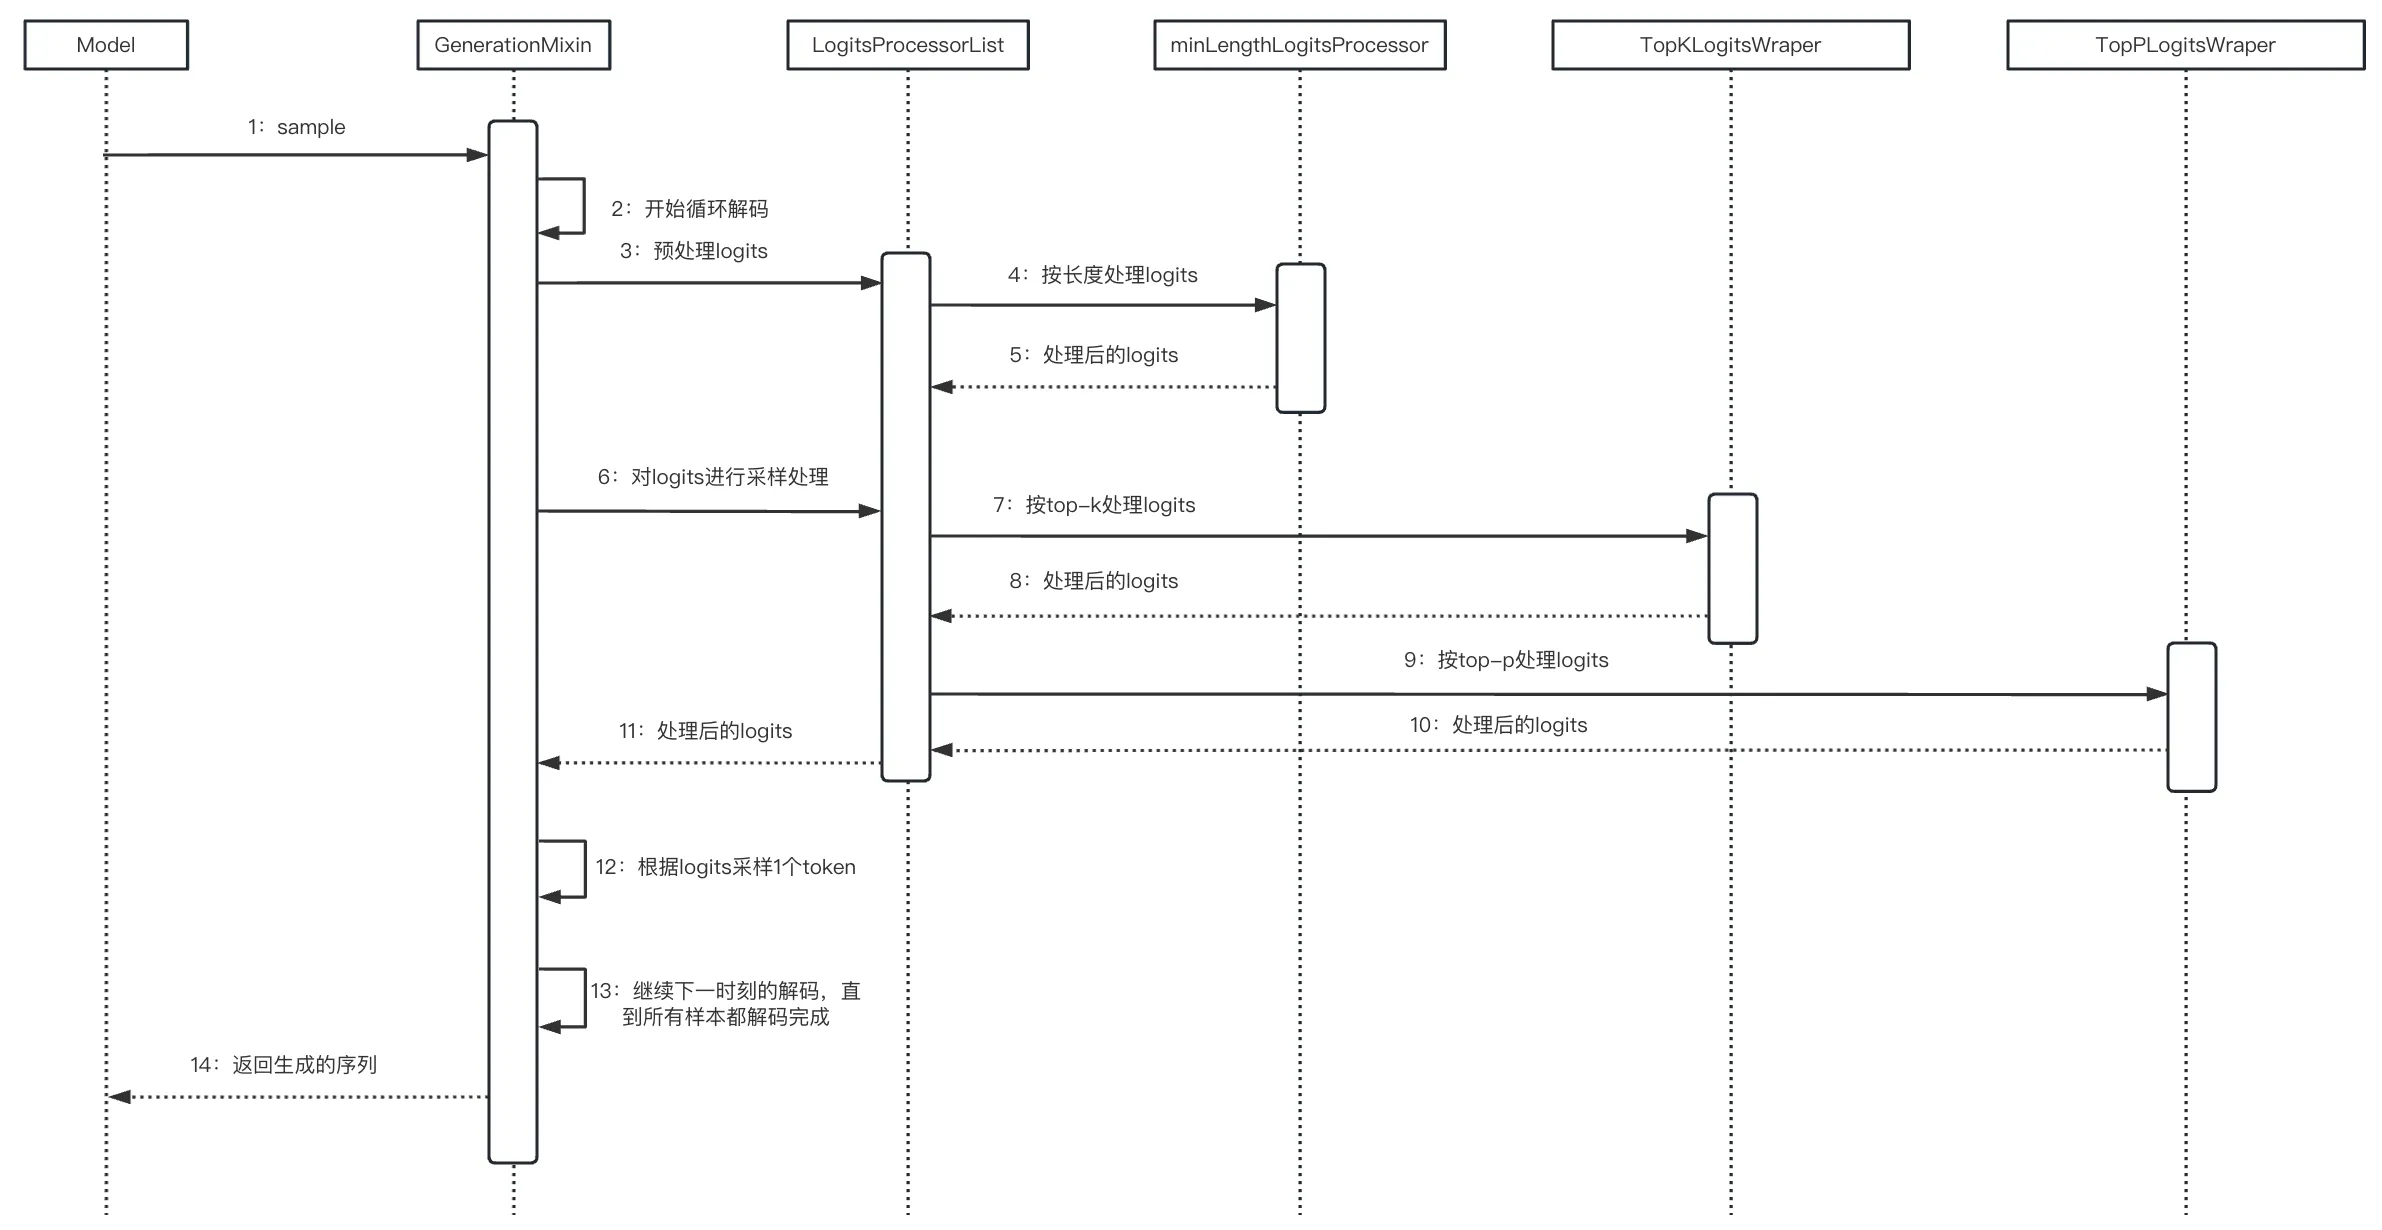 Model
GenerationMixin
LogitsProcessorList
minLengthLogitsProcessor
TopKLogitsWraper
TopPLogitsWraper
1：sample
2：开始循环解码
3：预处理logits
4：按长度处理logits
5：处理后的logits
6：对logits进行采样处理
7：按top-k处理logits
8：处理后的logits
9：按top-p处理logits
10：处理后的logits
11：处理后的logits
12：根据logits采样1个token
13：继续下一时刻的解码，直
到所有样本都解码完成
14：返回生成的序列